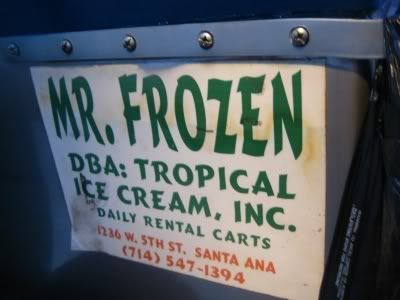 MR. FROZEN
DBA: TROPICAL
ICE CREAM, INC.
DAILY RENTAL CARTS
1236 W. 5TH ST. SANTA ANA
(714) 547-1394